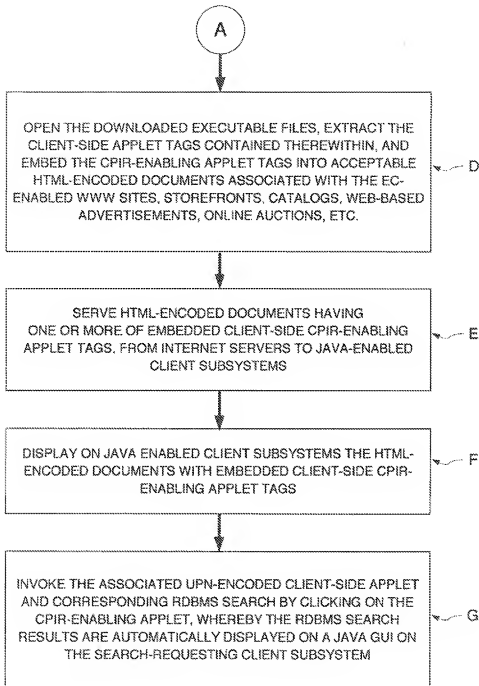 A
OPEN THE DOWNLOADED EXECUTABLE FILES, EXTRACT THE
CLIENT-SIDE APPLET TAGS CONTAINED THEREWITHIN, AND
EMBED THE CPIR-ENABLING APPLET TAGS INTO ACCEPTABLE
HTML-ENCODED DOCUMENTS ASSOCIATED WITH THE EC-
ENABLED WWW SITES, STOREFRONTS, CATALOGS, WEB-BASED
ADVERTISEMENTS, ONLINE AUCTIONS, ETC.
D
SERVE HTML-ENCODED DOCUMENTS HAVING
ONE OR MORE OF EMBEDDED CLIENT-SIDE CPIR-ENABLING
APPLET TAGS, FROM INTERNET SERVERS TO JAVA-ENABLED
CLIENT SUBSYSTEMS
E
DISPLAY ON JAVA ENABLED CLIENT SUBSYSTEMS THE HTML-
ENCODED DOCUMENTS WITH EMBEDDED CLIENT-SIDE CPIR-
ENABLING APPLET TAGS
F
INVOKE THE ASSOCIATED UPN-ENCODED CLIENT-SIDE APPLET
AND CORRESPONDING RDBMS SEARCH BY CLICKING ON THE
CPIR-ENABLING APPLET, WHEREBY THE RDBMS SEARCH
RESULTS ARE AUTOMATICALLY DISPLAYED ON A JAVA GUI ON
THE SEARCH-REQUESTING CLIENT SUBSYSTEM
G